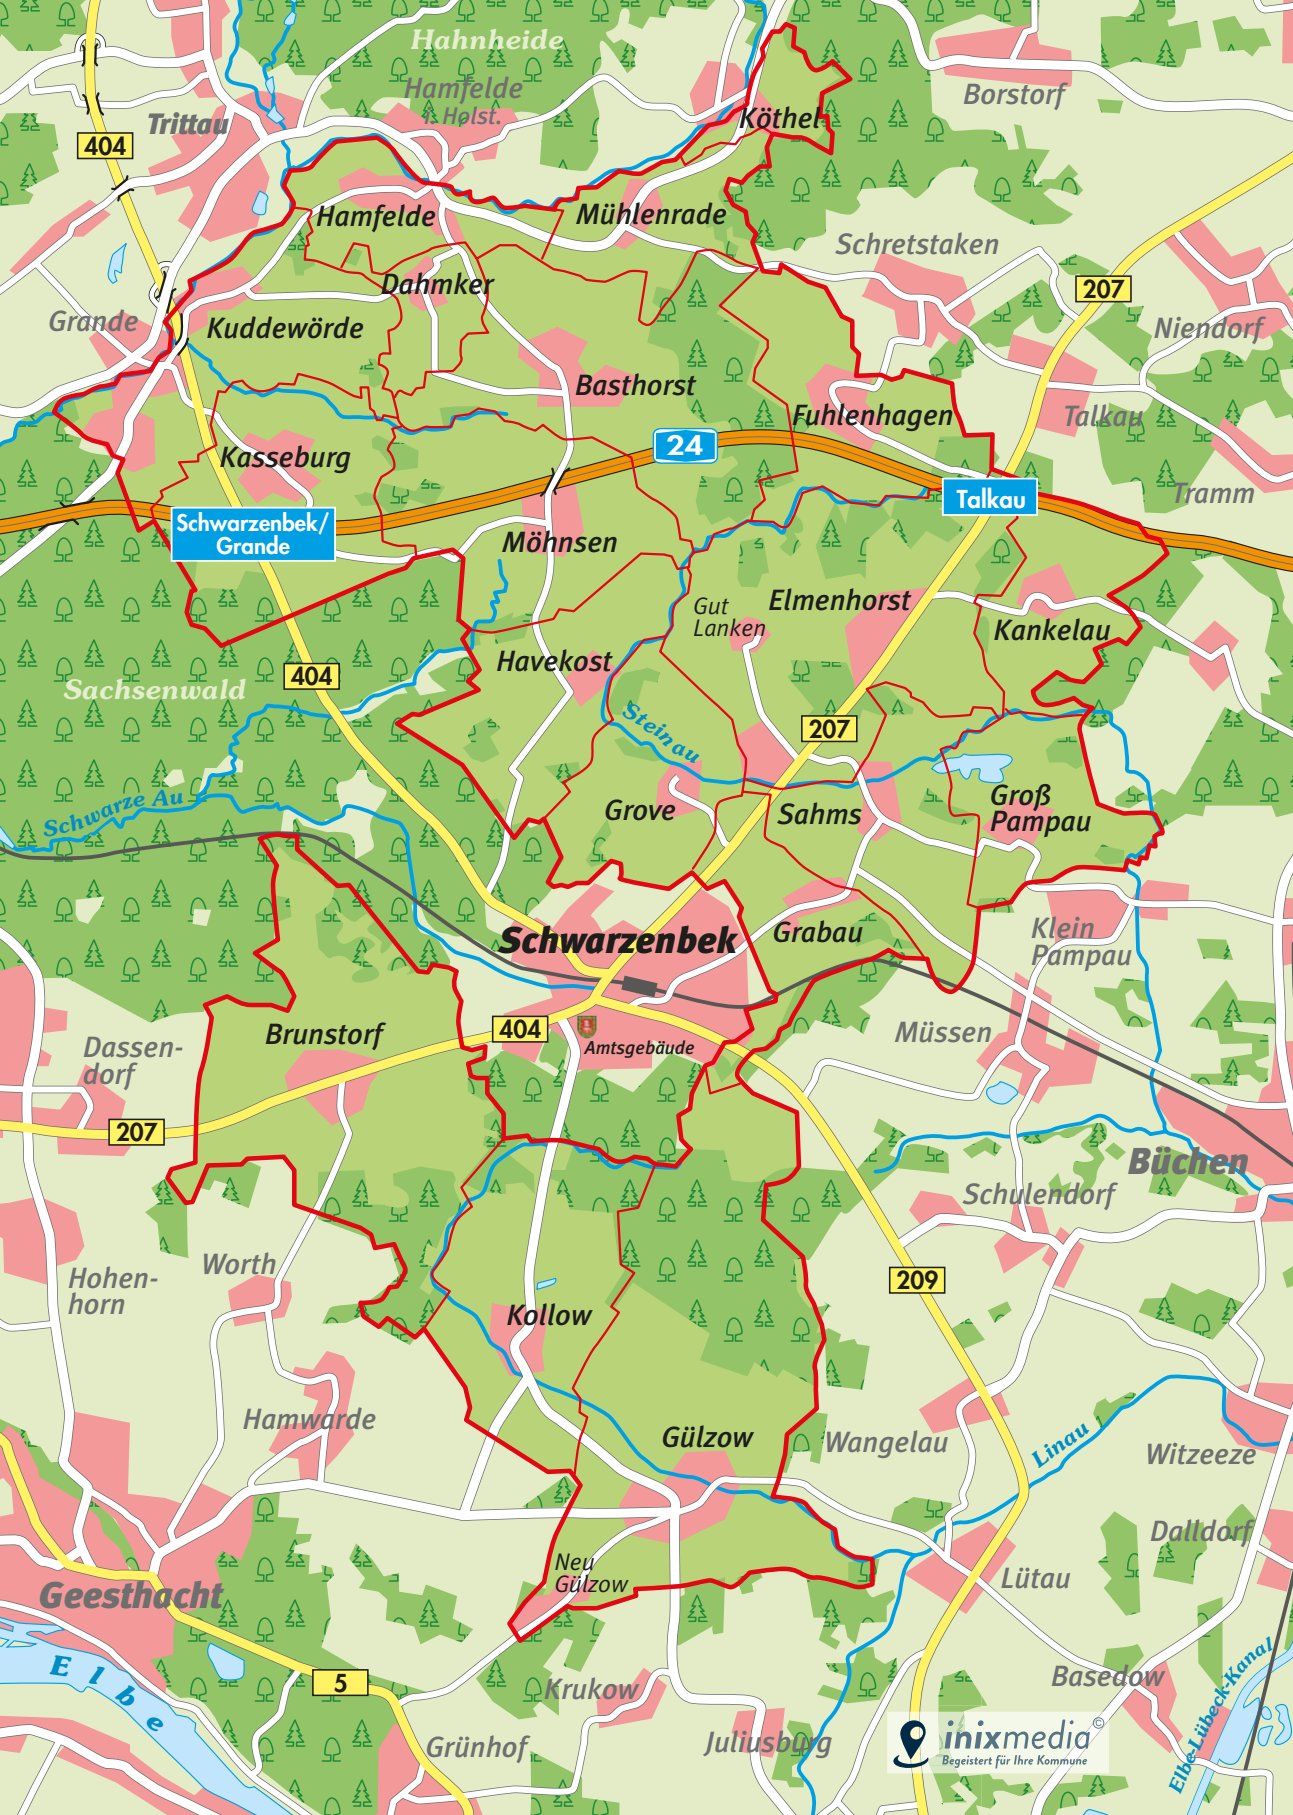 Hahnheide
Hamfelde
i. Holst.
Borstorf
Trittau
Köthel
404
Hamfelde
Mühlenrade
Schretstaken
Dahmker
207
Grande
Kuddewörde
Niendorf
Basthorst
Fuhlenhagen
Talkau
24
Kasseburg
Tramm
Talkau
Schwarzenbek/
Grande
Möhnsen
Gut
Lanken
Elmenhorst
Kankelau
Havekost
404
Sachsenwald
Steinau
207
Schwarze Au
Grove
Sahms
Groß
Pampau
Schwarzenbek
Grabau
Klein
Pampau
Brunstorf
404
Amtsgebäude
Müssen
Dassen-
dorf
207
Büchen
Schulendorf
Worth
Hohen-
horn
209
Kollow
Hamwarde
Gülzow
Wangelau
Linau
Witzeeze
Dalldorf
Neu
Gülzow
Lütau
Geesthacht
Elbe
5
Krukow
Basedow
Elbe-Lübeck-Kanal
Grünhof
Juliusburg
inixmedia©
Begeistert für Ihre Kommune